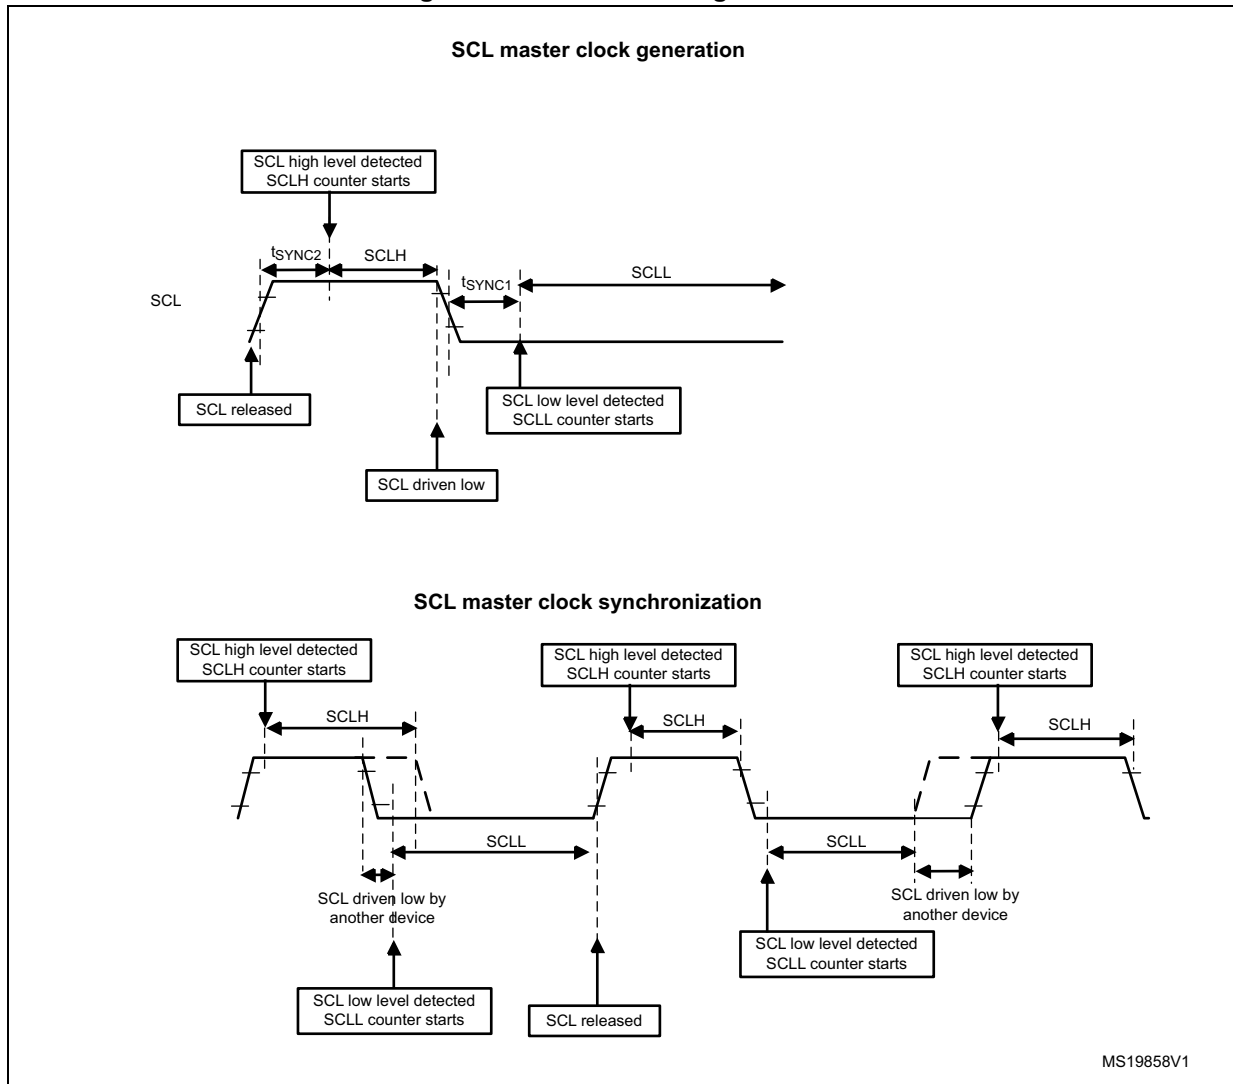 SCL master clock generation
SCL high level detected
SCLH counter starts
tSYNC2
SCLH
SCLL
tSYNC1
SCL
SCL released
SCL low level detected
SCLL counter starts
SCL driven low
SCL master clock synchronization
SCL high level detected
SCLH counter starts
SCL high level detected
SCLH counter starts
SCL high level detected
SCLH counter starts
SCLH
SCLH
SCLH
SCLL
SCLL
SCL driven low by
another device
SCL driven low by
another device
SCL low level detected
SCLL counter starts
SCL low level detected
SCLL counter starts
SCL released
MS19858V1